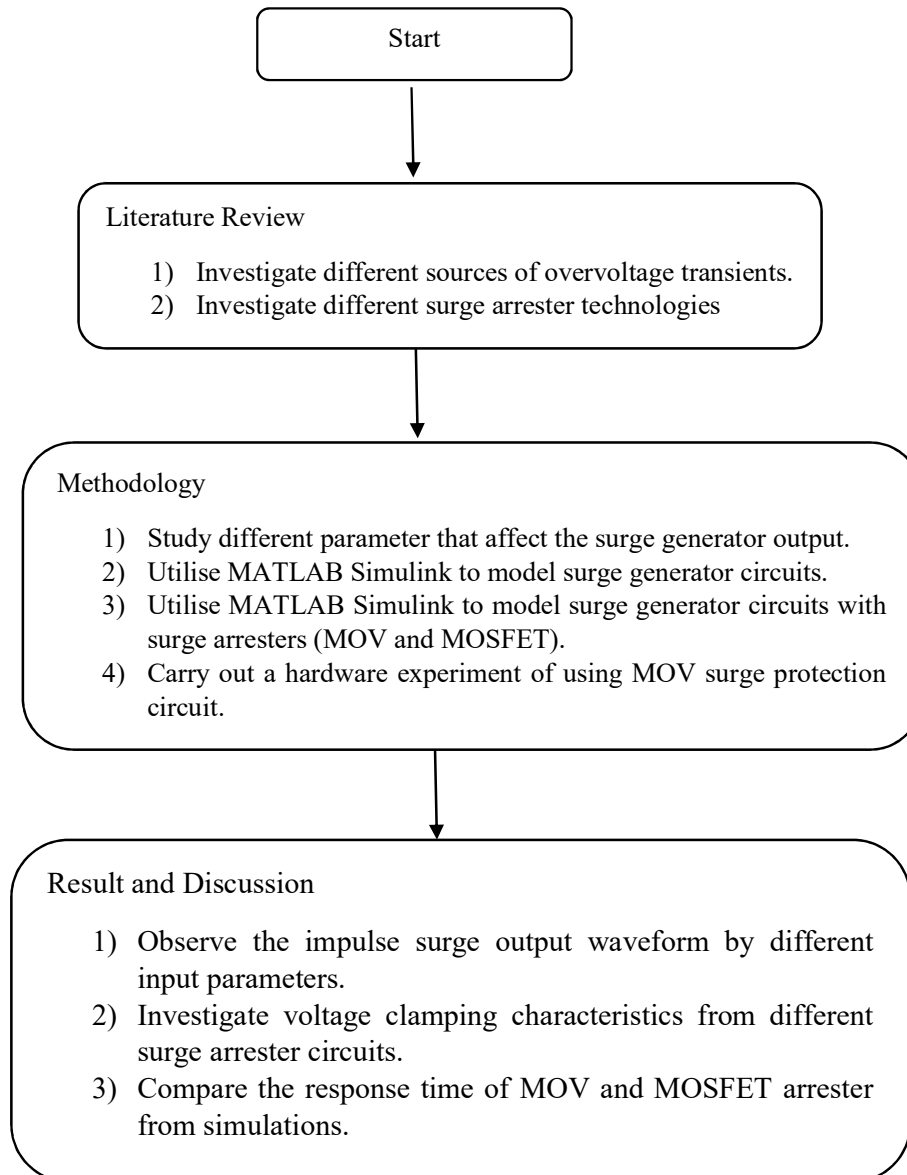 Start
Literature Review
1) Investigate different sources of overvoltage transients.
2) Investigate different surge arrester technologies
Methodology
1) Study different parameter that affect the surge generator output.
2) Utilise MATLAB Simulink to model surge generator circuits.
3) Utilise MATLAB Simulink to model surge generator circuits with
surge arresters (MOV and MOSFET).
4) Carry out a hardware experiment of using MOV surge protection
circuit.
Result and Discussion
1) Observe the impulse surge output waveform by different
input parameters.
2) Investigate voltage clamping characteristics from different
surge arrester circuits.
3) Compare the response time of MOV and MOSFET arrester
from simulations.